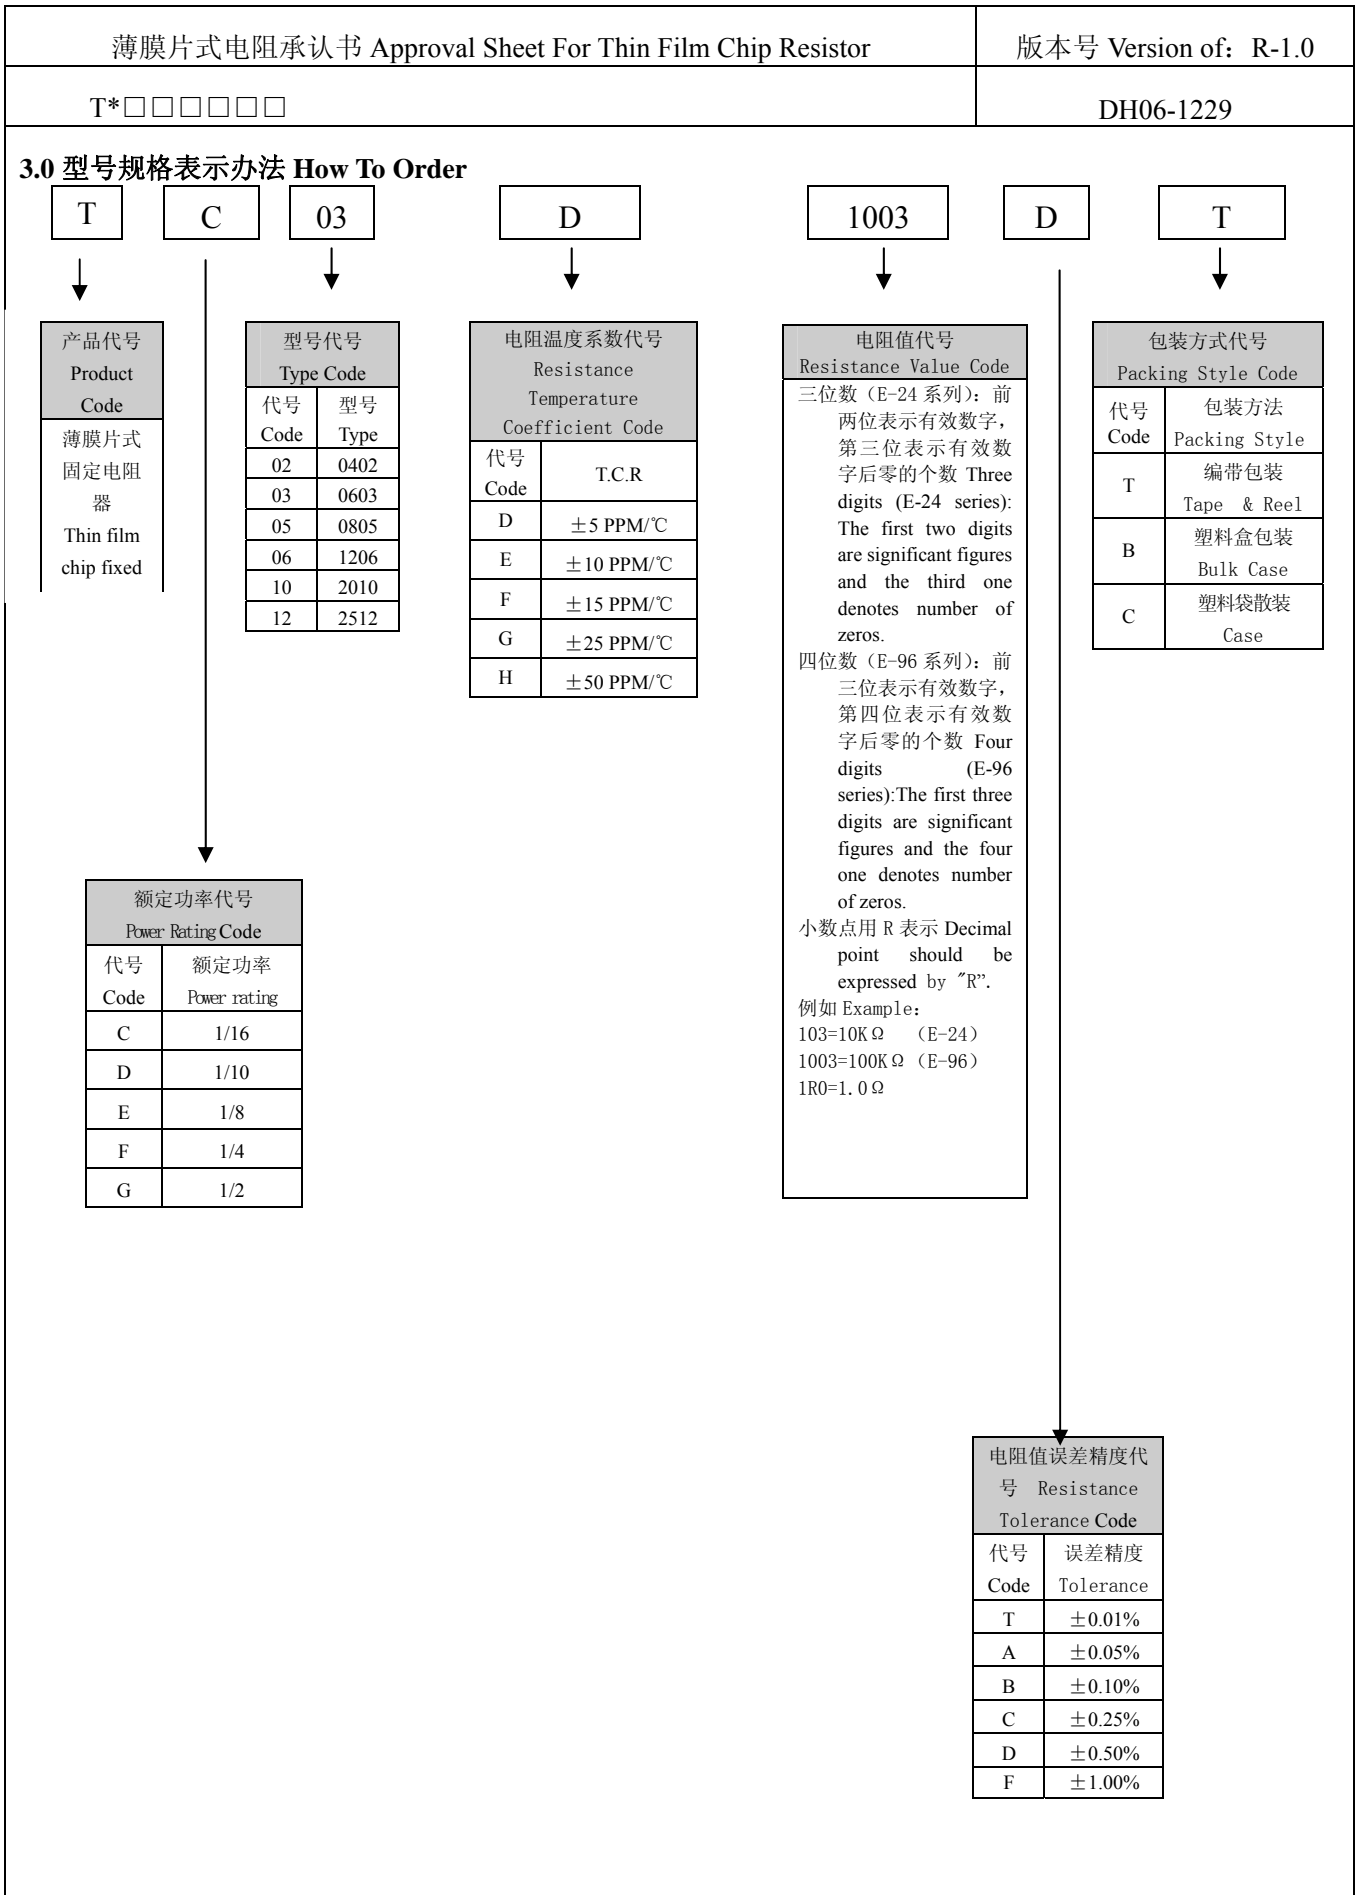 薄膜片式电阻承认书 Approval Sheet For Thin Film Chip Resistor
版本号 Version of: R-1.0
T*□□□□□□
DH06-1229
3.0 型号规格表示办法 How To Order
T
C
03
D
1003
D
T
产品代号
Product
Code
薄膜片式
固定电阻
器
Thin film
chip fixed
型号代号
Type Code
代号 型号
Code Type
02 0402
03 0603
05 0805
06 1206
10 2010
12 2512
电阻温度系数代号
Resistance
Temperature
Coefficient Code
代号
Code
T.C.R
D ±5 PPM/℃
E ±10 PPM/℃
F ±15 PPM/℃
G ±25 PPM/℃
H ±50 PPM/℃
电阻值代号
Resistance Value Code
三位数（E-24 系列）：前
两位表示有效数字，
第三位表示有效数
字后零的个数 Three
digits (E-24 series):
The first two digits
are significant figures
and the third one
denotes number of
zeros.
四位数（E-96 系列）：前
三位表示有效数字，
第四位表示有效数
字后零的个数 Four
digits (E-96
series):The first three
digits are significant
figures and the four
one denotes number
of zeros.
小数点用 R 表示 Decimal
point should be
expressed by "R”.
例如 Example：
103=10KΩ （E-24）
1003=100KΩ（E-96）
1R0=1.0Ω
包装方式代号
Packing Style Code
代号 包装方法
Code Packing Style
T
编带包装
Tape & Reel
B
塑料盒包装
Bulk Case
C
塑料袋散装
Case
额定功率代号
Power Rating Code
代号 额定功率
Code Power rating
C 1/16
D 1/10
E 1/8
F 1/4
G 1/2
电阻值误差精度代
号 Resistance
Tolerance Code
代号 误差精度
Code Tolerance
T ±0.01%
A ±0.05%
B ±0.10%
C ±0.25%
D ±0.50%
F ±1.00%